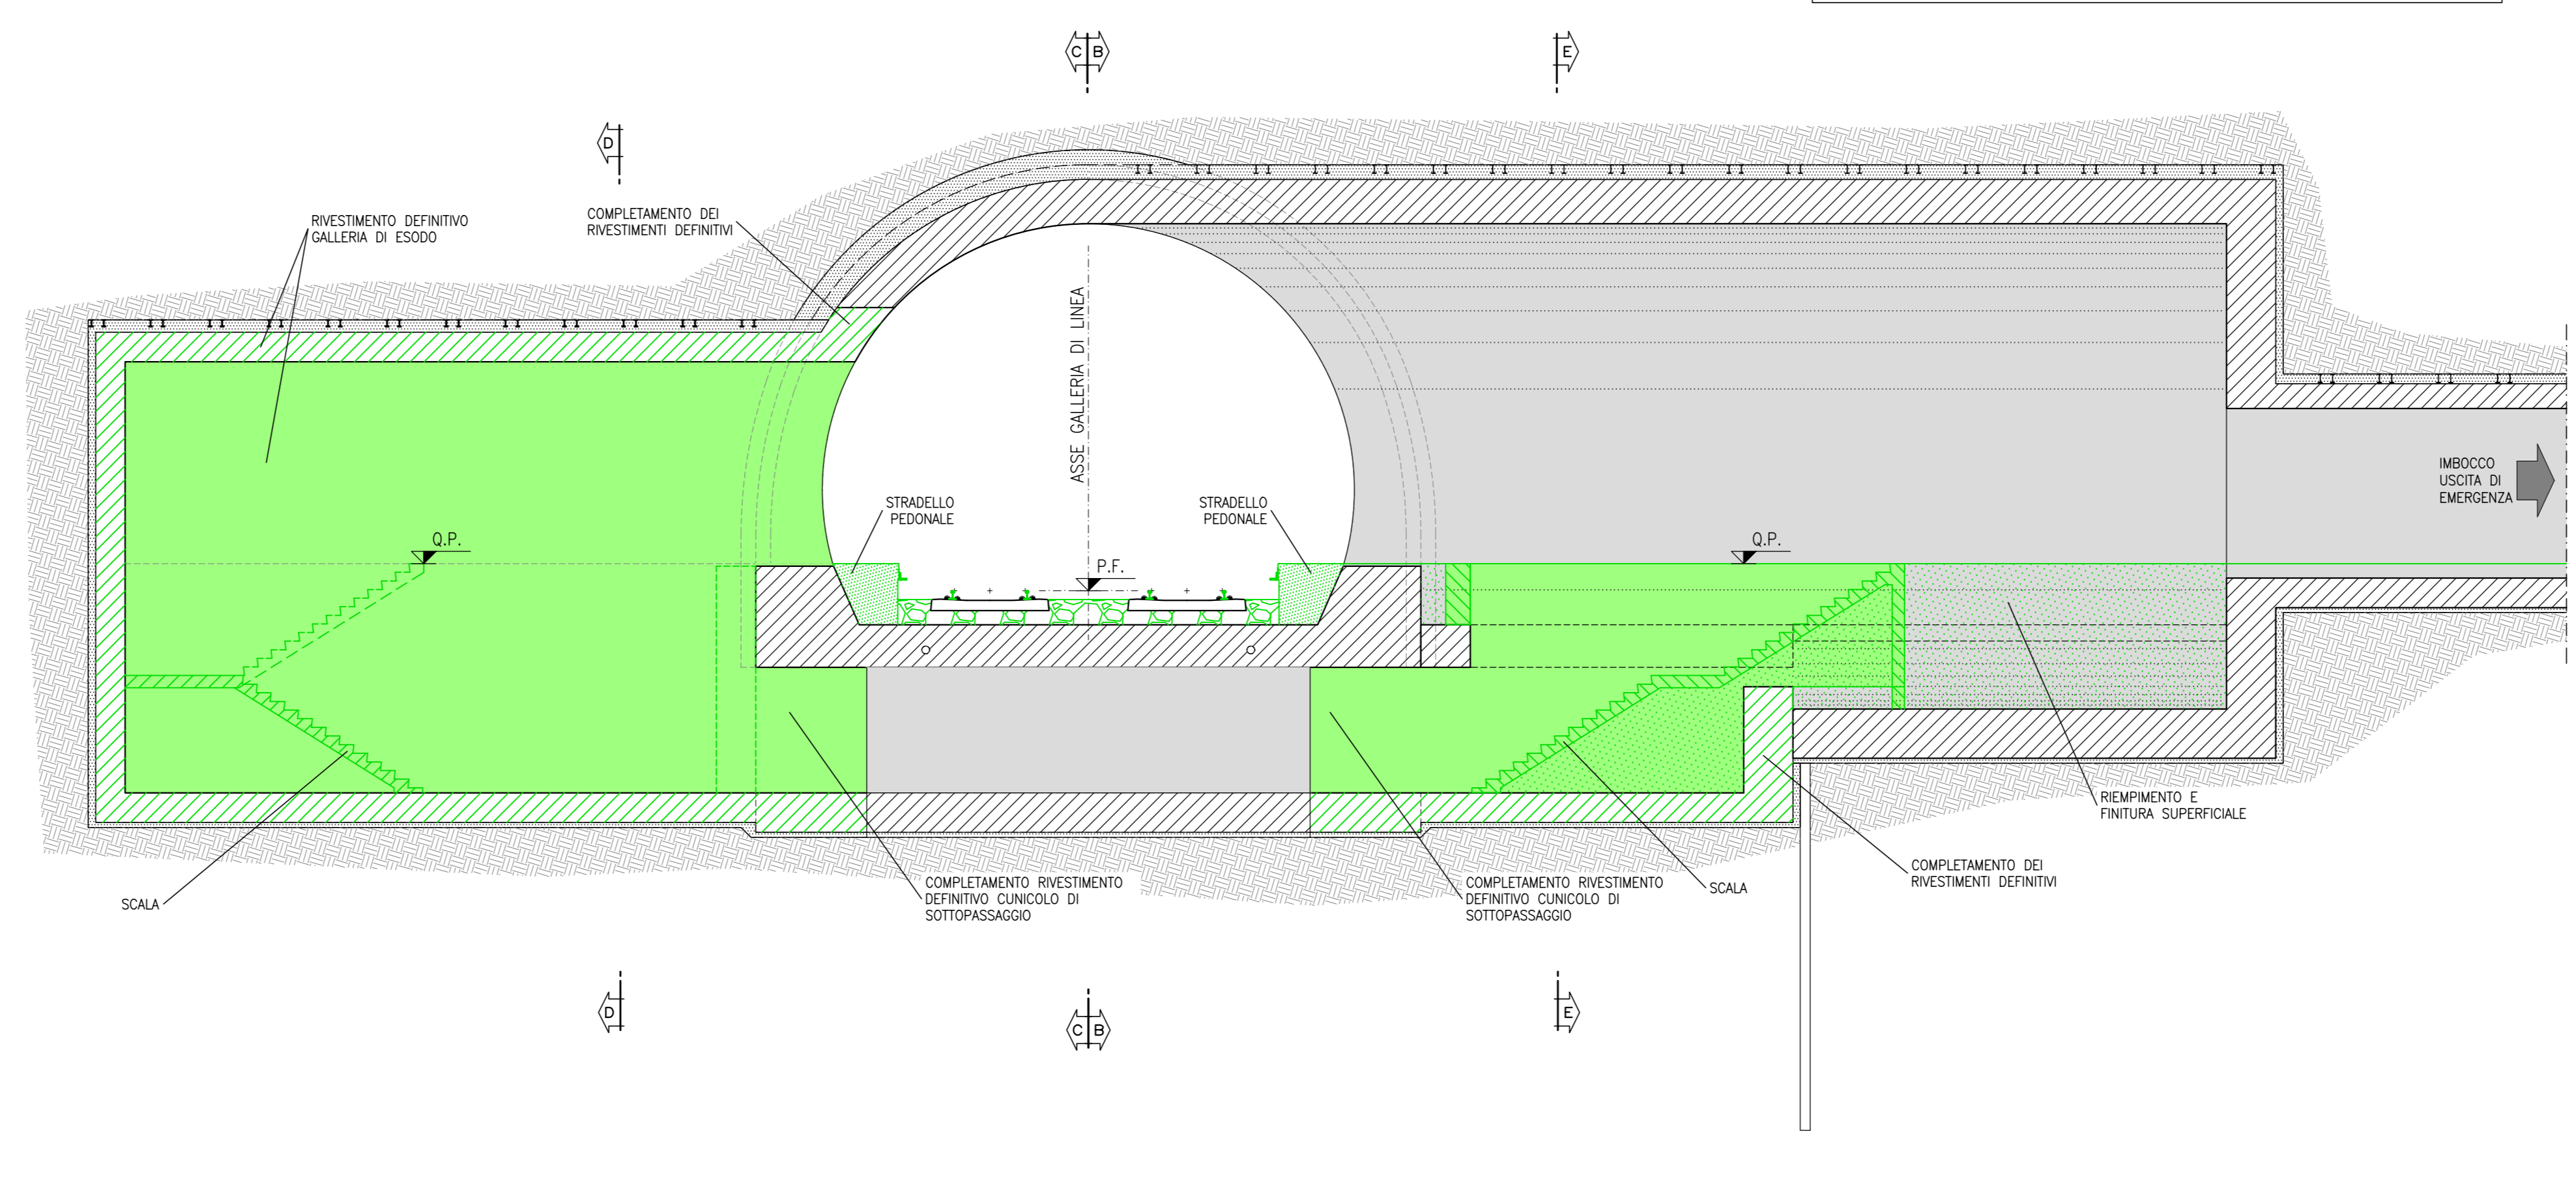 C B
E
D
RIVESTIMENTO DEFINITIVO
GALLERIA DI ESODO
COMPLETAMENTO DEI
RIVESTIMENTI DEFINITIVI
ASSE GALLERIA DI LINEA
IMBOCCO
USCITA DI
EMERGENZA
STRADELLO
PEDONALE
STRADELLO
PEDONALE
Q.P.
Q.P.
P.F.
RIEMPIMENTO E
FINITURA SUPERFICIALE
COMPLETAMENTO DEI
RIVESTIMENTI DEFINITIVI
SCALA
COMPLETAMENTO RIVESTIMENTO
DEFINITIVO CUNICOLO DI
SOTTOPASSAGGIO
COMPLETAMENTO RIVESTIMENTO
DEFINITIVO CUNICOLO DI
SOTTOPASSAGGIO
SCALA
D
C B
E